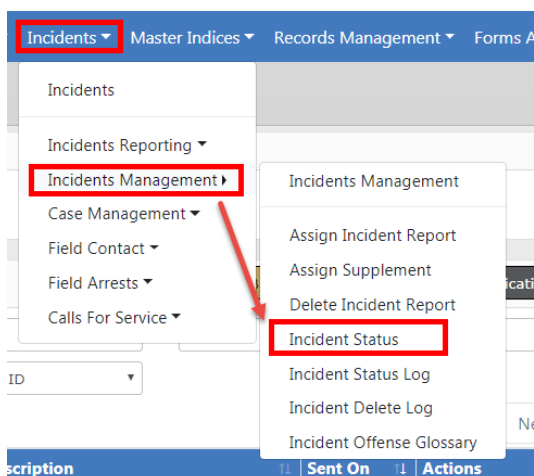 Incidents Master Indices Records Management Forms A
Incidents
Incidents Reporting
Incidents Management
Case Management
Field Contact
Field Arrests
Calls For Service
Incidents Management
Assign Incident Report
Assign Supplement
Delete Incident Report
Incident Status
Incident Status Log
Incident Delete Log
Incident Offense Glossary
icati
ID
Ne
scription Sent On Actions